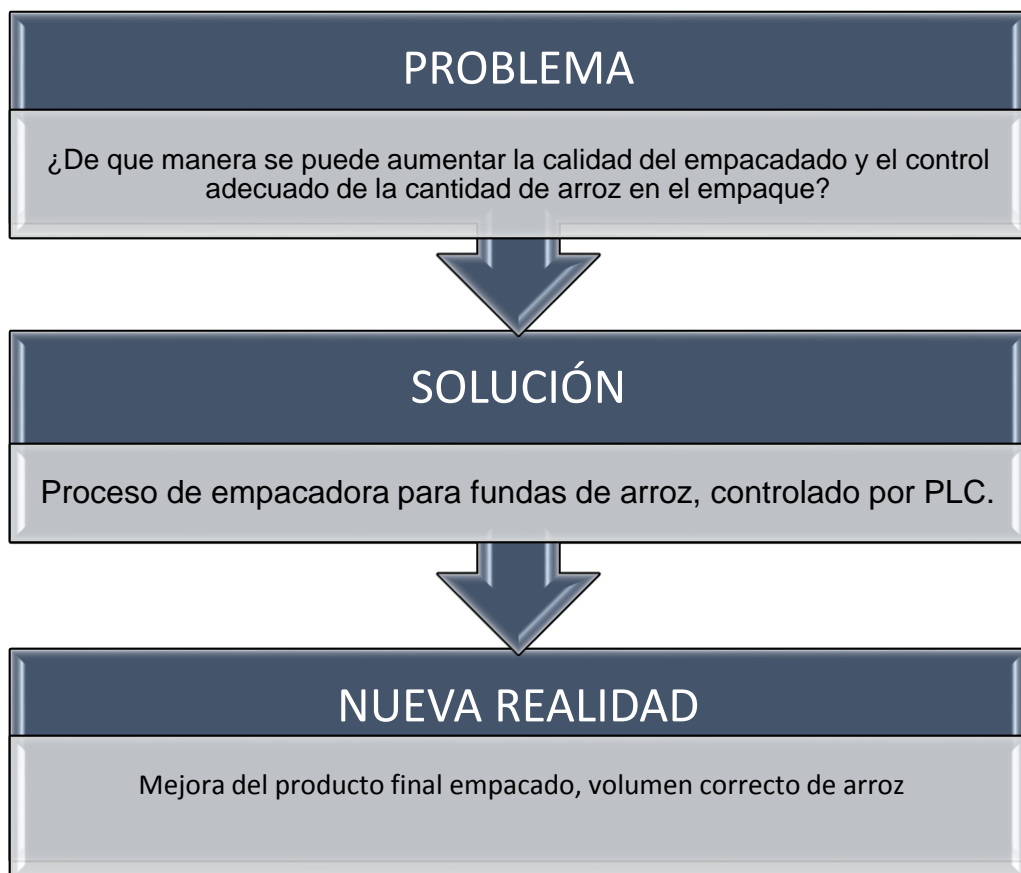 PROBLEMA
¿De que manera se puede aumentar la calidad del empacadado y el control
adecuado de la cantidad de arroz en el empaque?
SOLUCIÓN
Proceso de empacadora para fundas de arroz, controlado por PLC.
NUEVA REALIDAD
Mejora del producto final empacado, volumen correcto de arroz